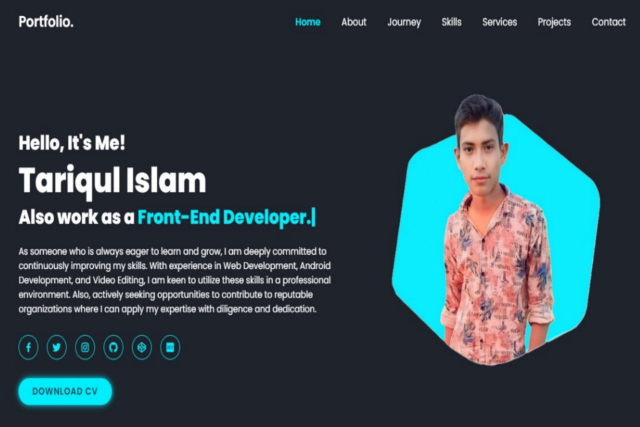 Portfolio.
Home About Journey Skills Services Projects Contact
Hello, It's Me!
Tariqul Islam
Also work as a Front-End Developer.|
As someone who is always eager to learn and grow, I am deeply committed to
continuously improving my skills. With experience in Web Development, Android
Development, and Video Editing, I am keen to utilize these skills in a professional
environment. Also, actively seeking opportunities to contribute to reputable
organizations where I can apply my expertise with diligence and dedication.
DOWNLOAD CV